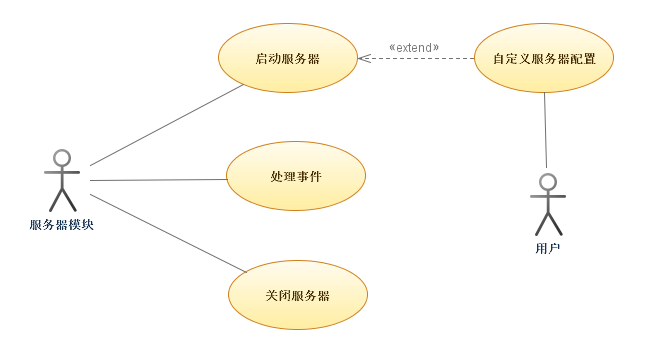 启动服务器
«extend»
自定义服务器配置
处理事件
服务器模块
用户
关闭服务器